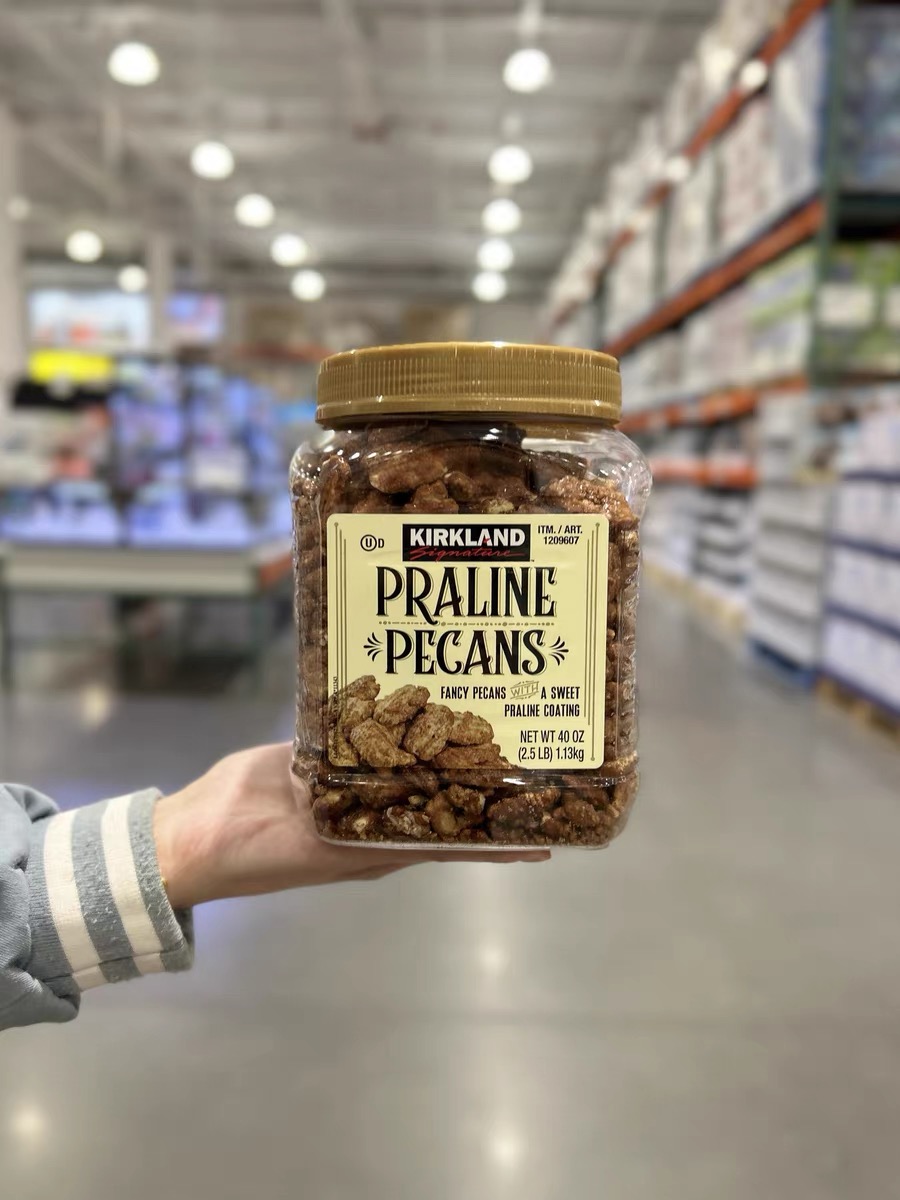 UD
KIRKLAND
Signature
ITM. / ART.
1209607
PRALINE
PECANS
FANCY PECANS WITH A SWEET
PRALINE COATING
NET WT 40 OZ
(2.5 LB) 1.13kg